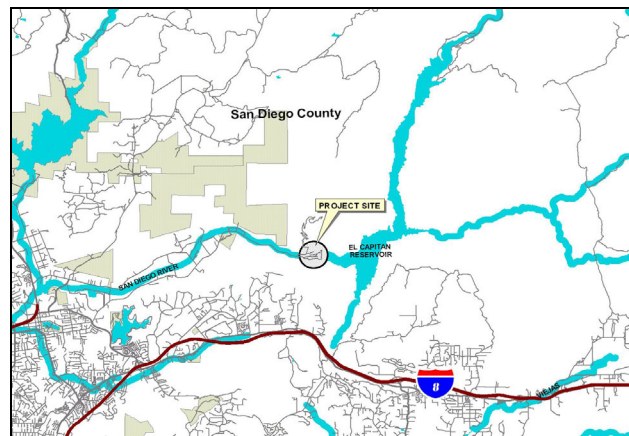 San Diego County
PROJECT SITE
EL CAPITAN
RESERVOIR
SAN DIEGO RIVER
8
VIEJAS